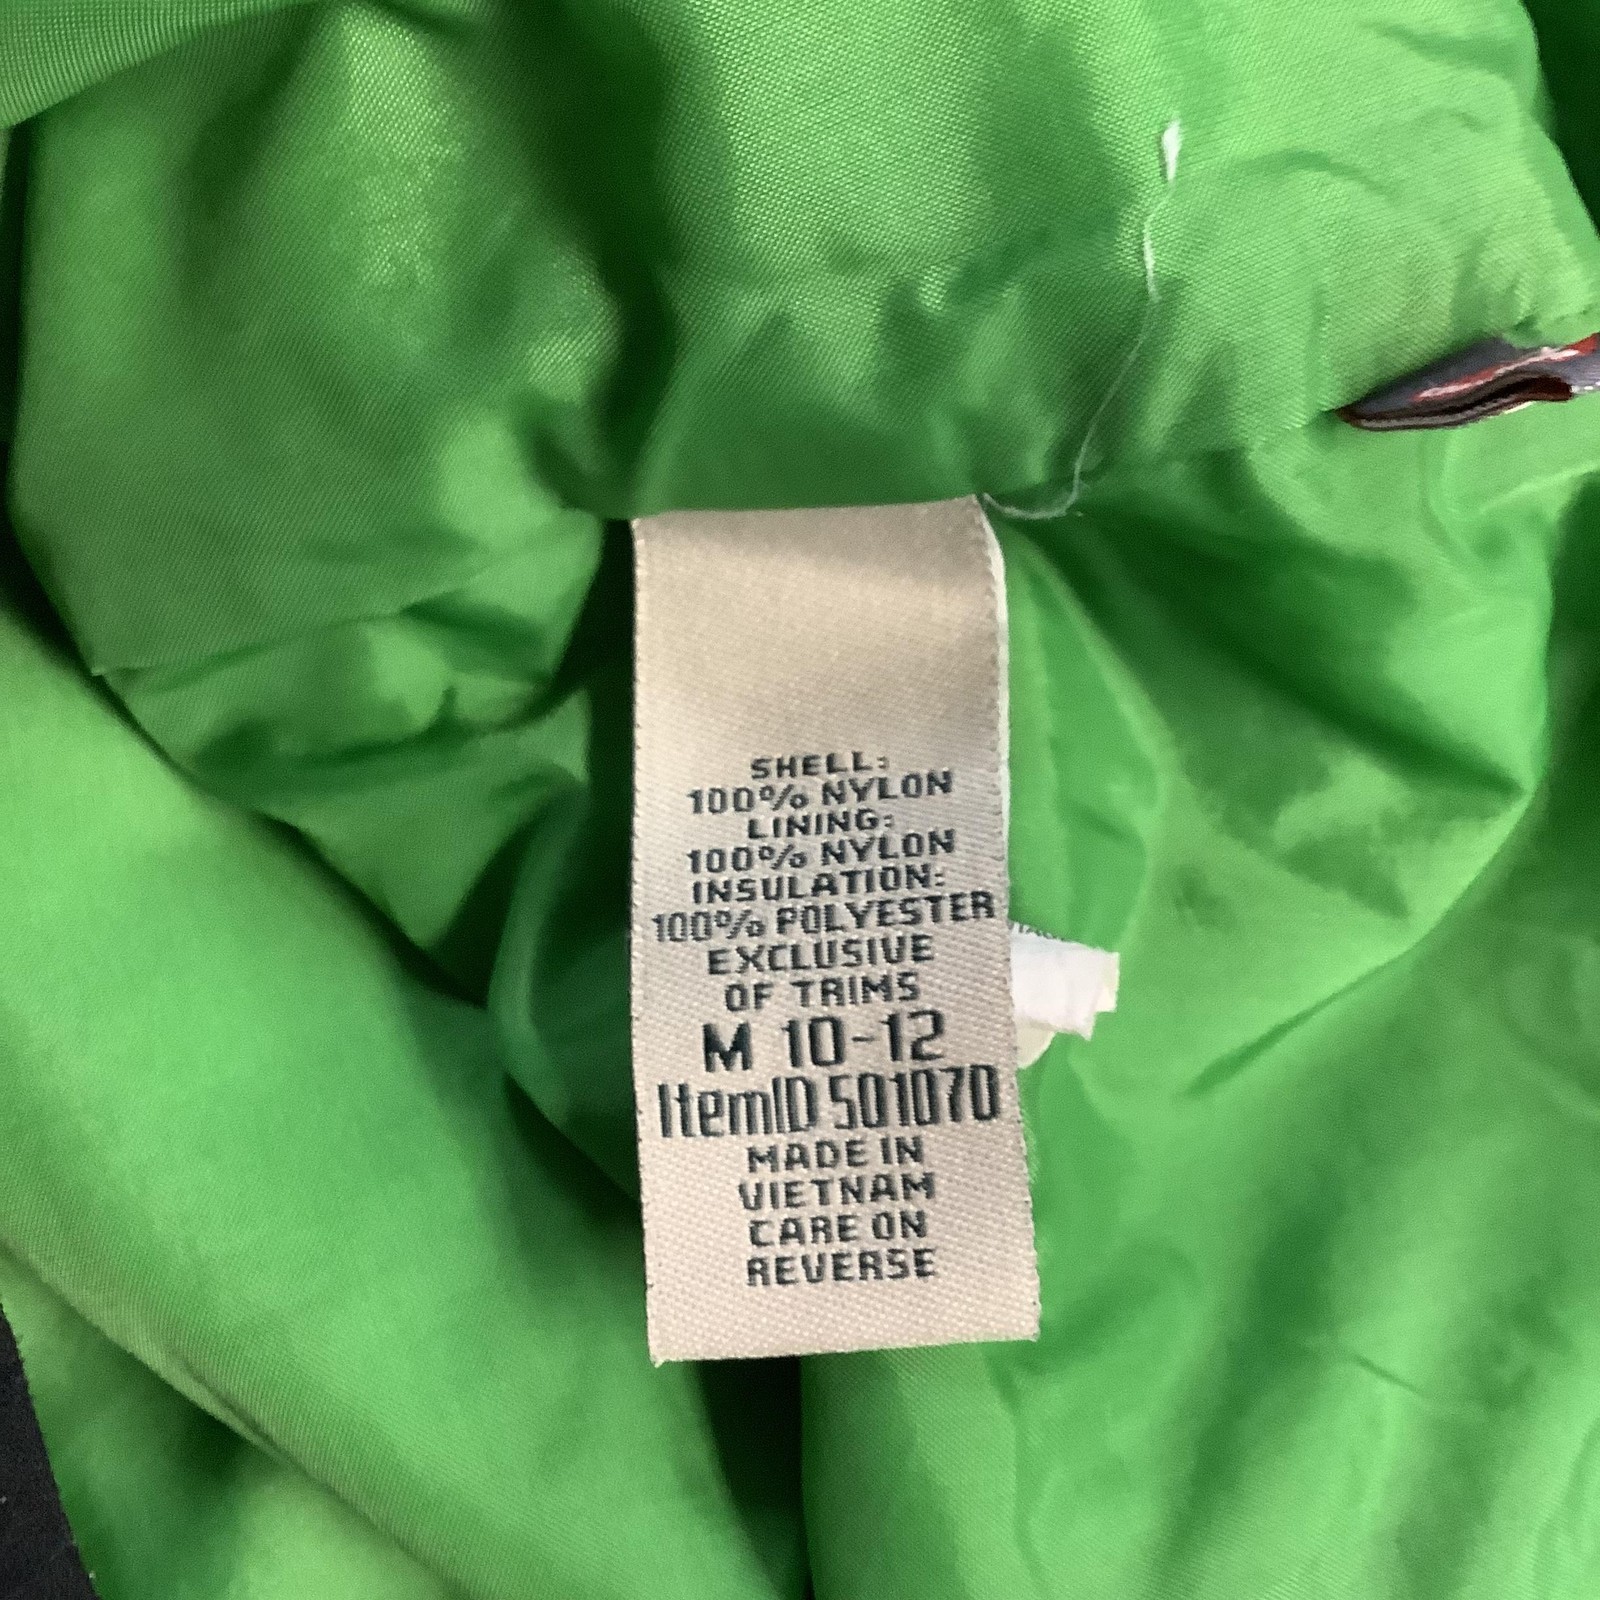 SHELL:
100% NYLON
LINING:
100% NYLON
INSULATION:
100% POLYESTER
EXCLUSIVE
OF TRIMS
M 10-12
ItemID 501070
MADE IN
VIETNAM
CARE ON
REVERSE